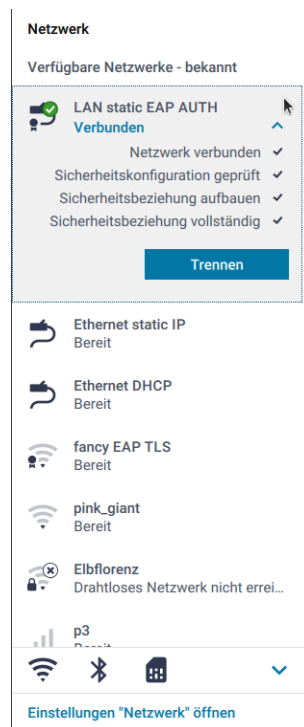 Netzwerk
Verfügbare Netzwerke - bekannt
LAN static EAP AUTH
Verbunden
Netzwerk verbunden ✓
Sicherheitskonfiguration geprüft ✓
Sicherheitsbeziehung aufbauen ✓
Sicherheitsbeziehung vollständig ✓
Trennen
Ethernet static IP
Bereit
Ethernet DHCP
Bereit
fancy EAP TLS
Bereit
pink_giant
Bereit
Elbflorenz
Drahtloses Netzwerk nicht errei...
p3
Einstellungen "Netzwerk" öffnen